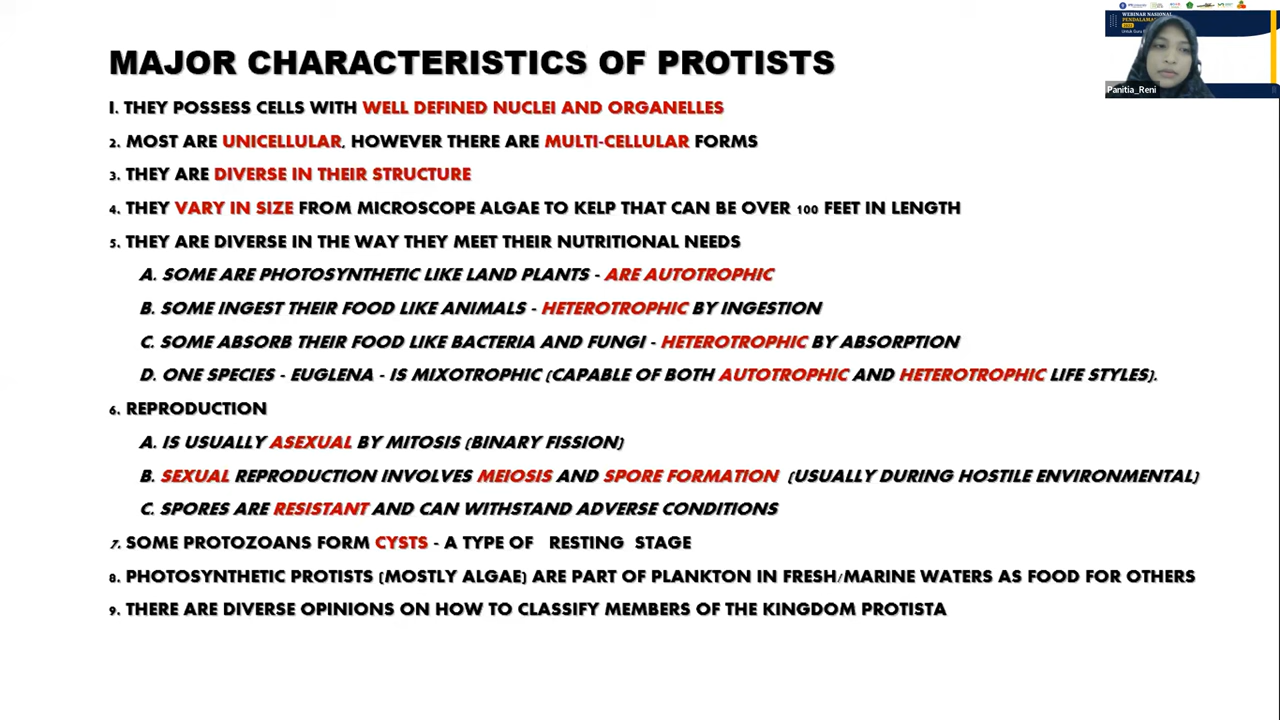 MAJOR CHARACTERISTICS OF PROTISTS
1. THEY POSSESS CELLS WITH WELL DEFINED NUCLEI AND ORGANELLES
2. MOST ARE UNICELLULAR, HOWEVER THERE ARE MULTI-CELLULAR FORMS
3. THEY ARE DIVERSE IN THEIR STRUCTURE
4. THEY VARY IN SIZE FROM MICROSCOPE ALGAE TO KELP THAT CAN BE OVER 100 FEET IN LENGTH
5. THEY ARE DIVERSE IN THE WAY THEY MEET THEIR NUTRITIONAL NEEDS
A. SOME ARE PHOTOSYNTHETIC LIKE LAND PLANTS - ARE AUTOTROPHIC
B. SOME INGEST THEIR FOOD LIKE ANIMALS - HETEROTROPHIC BY INGESTION
C. SOME ABSORB THEIR FOOD LIKE BACTERIA AND FUNGI - HETEROTROPHIC BY ABSORPTION
D. ONE SPECIES - EUGLENA - IS MIXOTROPHIC (CAPABLE OF BOTH AUTOTROPHIC AND HETEROTROPHIC LIFE STYLES).
6. REPRODUCTION
A. IS USUALLY ASEXUAL BY MITOSIS (BINARY FISSION)
B. SEXUAL REPRODUCTION INVOLVES MEIOSIS AND SPORE FORMATION (USUALLY DURING HOSTILE ENVIRONMENTAL)
C. SPORES ARE RESISTANT AND CAN WITHSTAND ADVERSE CONDITIONS
7. SOME PROTOZOANS FORM CYSTS - A TYPE OF RESTING STAGE
8. PHOTOSYNTHETIC PROTISTS (MOSTLY ALGAE) ARE PART OF PLANKTON IN FRESH/MARINE WATERS AS FOOD FOR OTHERS
9. THERE ARE DIVERSE OPINIONS ON HOW TO CLASSIFY MEMBERS OF THE KINGDOM PROTISTA
WEBINAR NASIONAL
Panitia_Reni